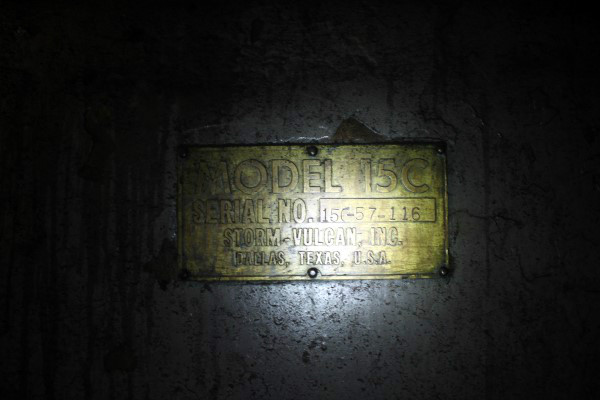 MODEL 15C
SERIAL NO. 15C-57-116
STORM-VULCAN, INC.
DALLAS, TEXAS, U.S.A.